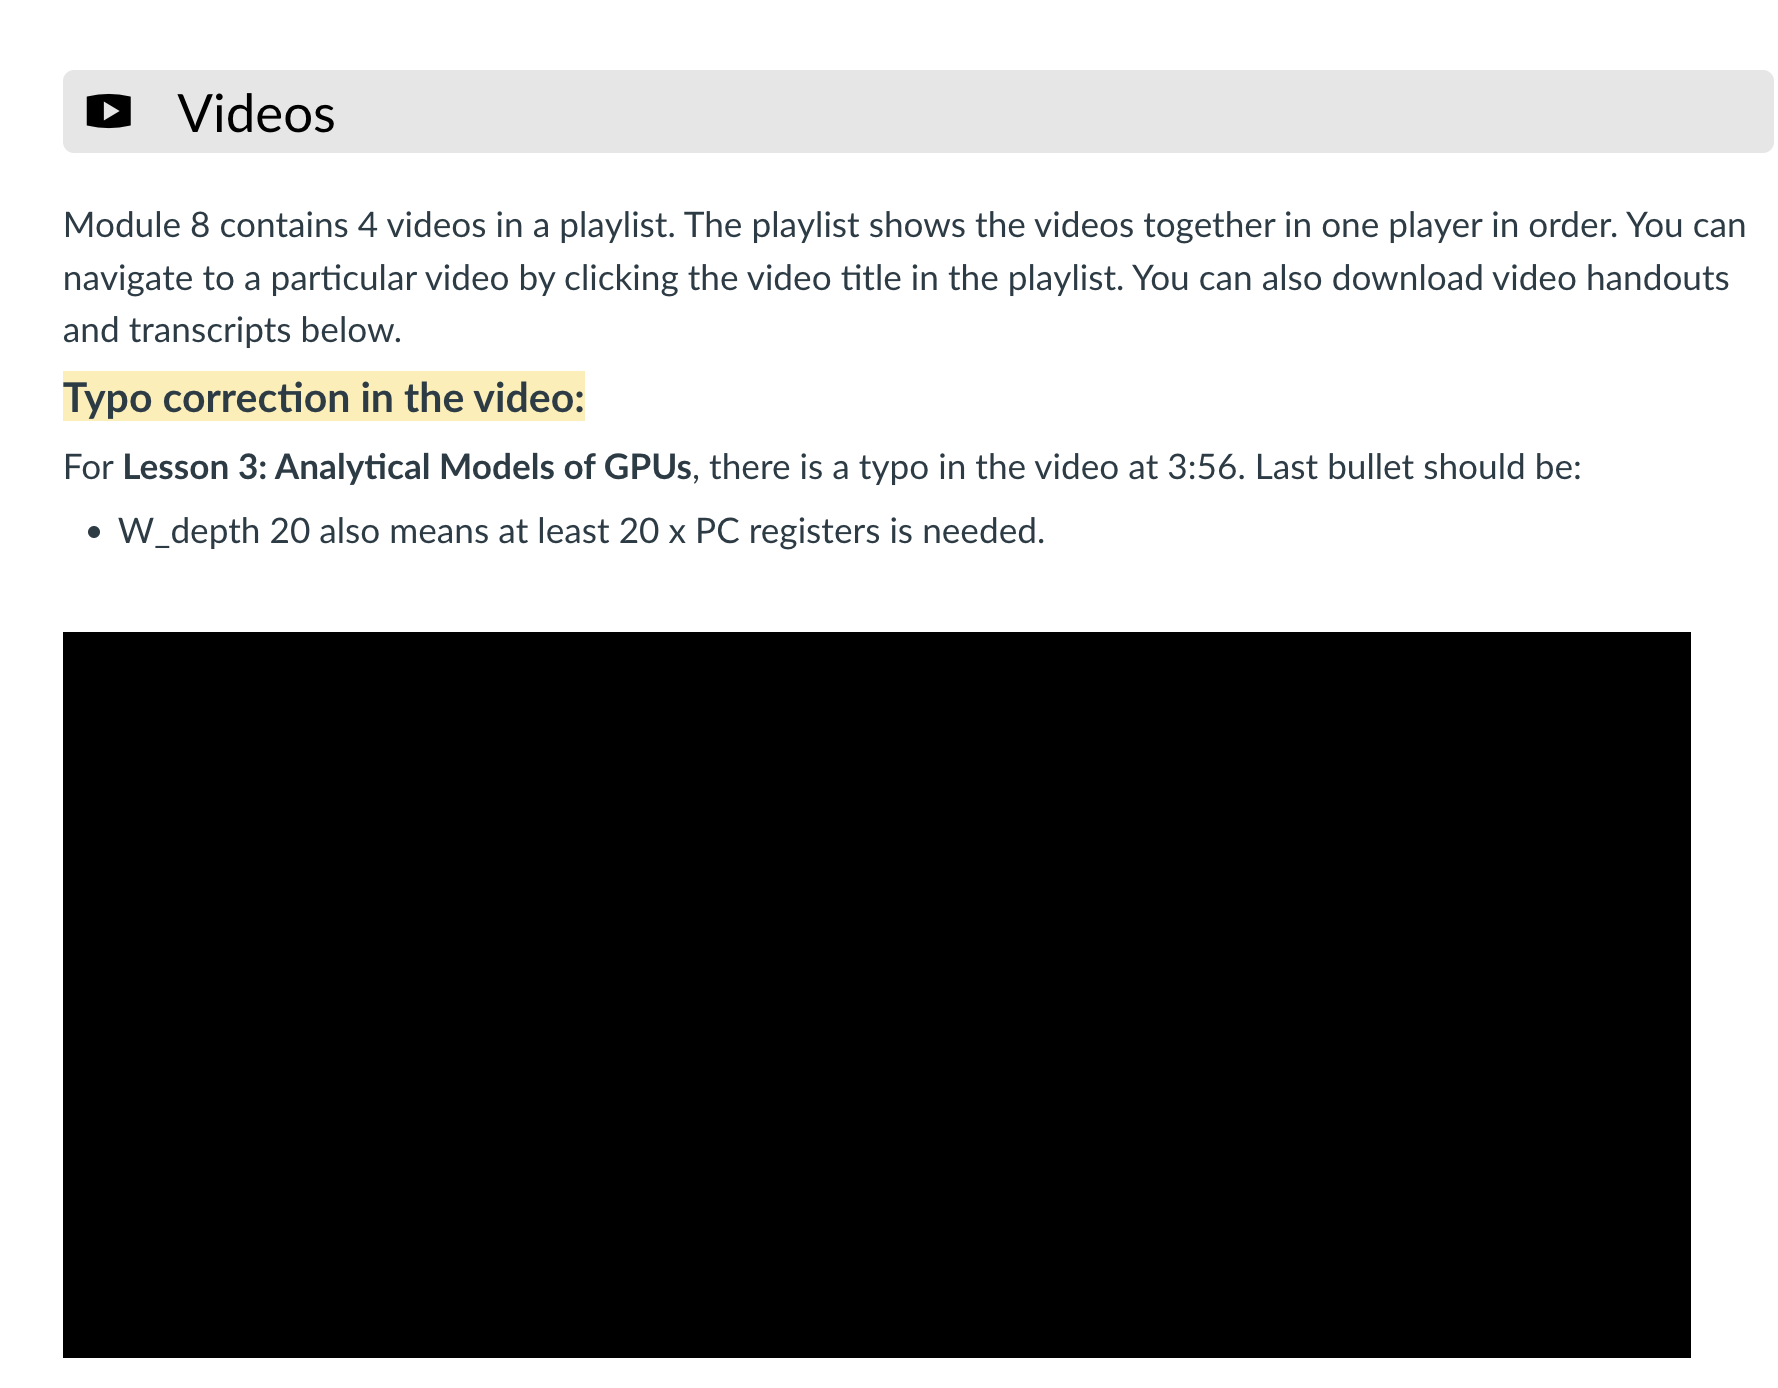 Videos
Module 8 contains 4 videos in a playlist. The playlist shows the videos together in one player in order. You can
navigate to a particular video by clicking the video title in the playlist. You can also download video handouts
and transcripts below.
Typo correction in the video:
For Lesson 3: Analytical Models of GPUs, there is a typo in the video at 3:56. Last bullet should be:
• W_depth 20 also means at least 20 x PC registers is needed.